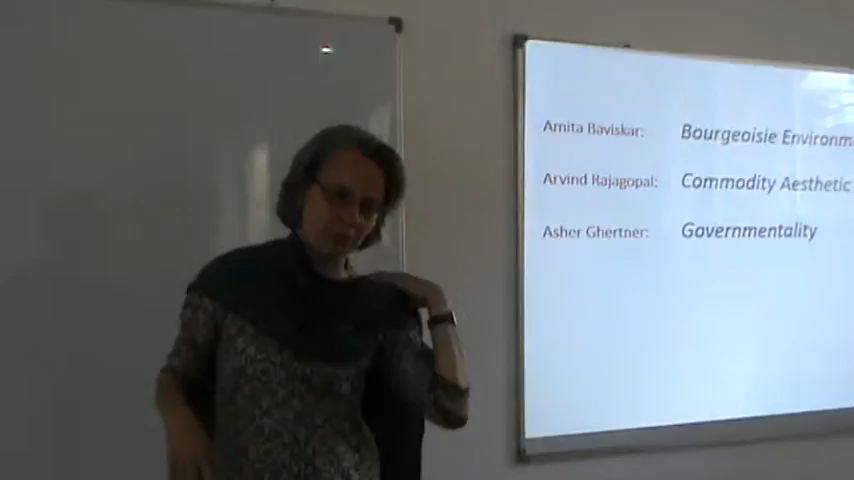 Amita Baviskar: Bourgeoisie Environm
Arvind Rajagopal: Commodity Aesthetic
Asher Ghertner: Governmentality